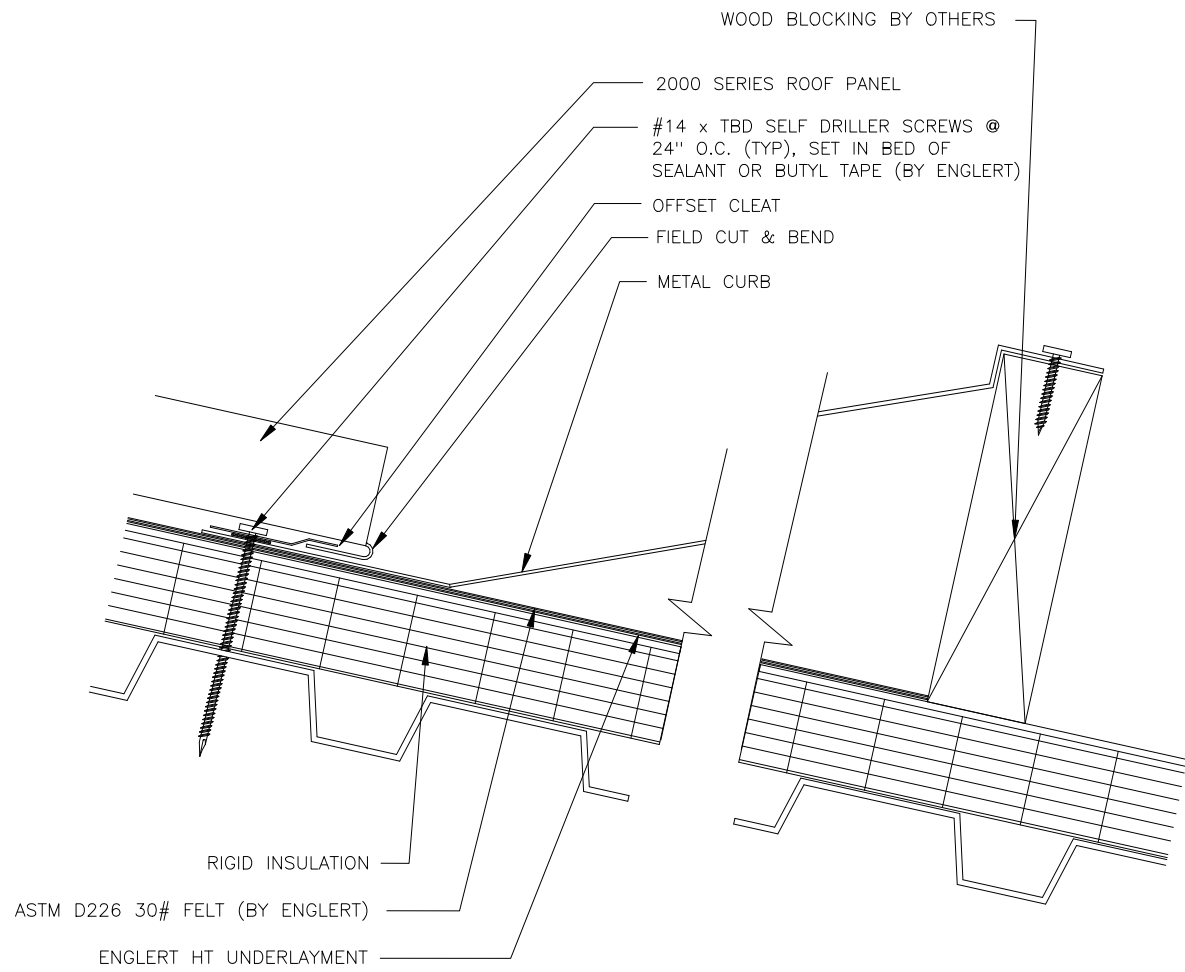 WOOD BLOCKING BY OTHERS
2000 SERIES ROOF PANEL
#14 x TBD SELF DRILLER SCREWS @
24" O.C. (TYP), SET IN BED OF
SEALANT OR BUTYL TAPE (BY ENGLERT)
OFFSET CLEAT
FIELD CUT & BEND
METAL CURB
RIGID INSULATION
ASTM D226 30# FELT (BY ENGLERT)
ENGLERT HT UNDERLAYMENT